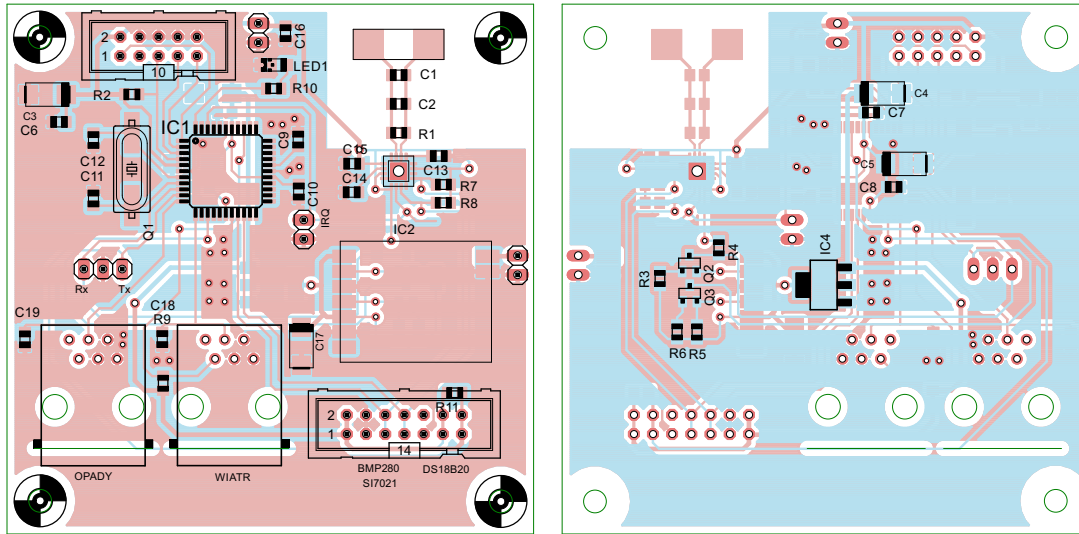 C16
2
1
10
LED1
C1
R2
R10
C3
C6
C2
IC1
R1
C9
C12
C11
C15
C13
C14
R7
C10
R8
Q1
IRQ
IC2
Rx
Tx
C19
C18
R9
C17
R11
2
1
14
OPADY
WIATR
BMP280
DS18B20
SI7021
C4
C7
C5
C8
R4
IC4
R3
Q2
Q3
R6
R5